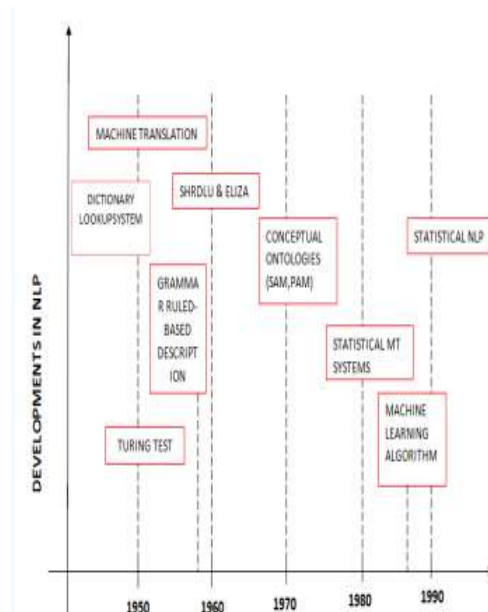 DEVELOPMENTS IN NLP
MACHINE TRANSLATION
DICTIONARY
LOOKUPSYSTEM
SHRDLU & ELIZA
GRAMMA
R RULED-
BASED
DESCRIPT
ION
CONCEPTUAL
ONTOLOGIES
(SAM,PAM)
STATISTICAL NLP
STATISTICAL MT
SYSTEMS
MACHINE
LEARNING
ALGORITHM
TURING TEST
1950
1960
1970
1980
1990